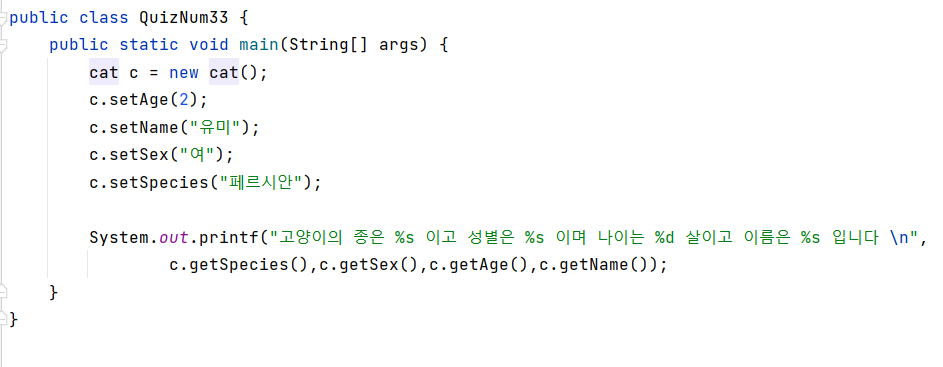 public class QuizNum33 {
    public static void main(String[] args) {
        cat c = new cat();
        c.setAge(2);
        c.setName("유미");
        c.setSex("여");
        c.setSpecies("페르시안");

        System.out.printf("고양이의 종은 %s 이고 성별은 %s 이며 나이는 %d 살이고 이름은 %s 입니다 \n",
                c.getSpecies(),c.getSex(),c.getAge(),c.getName());
    }
}